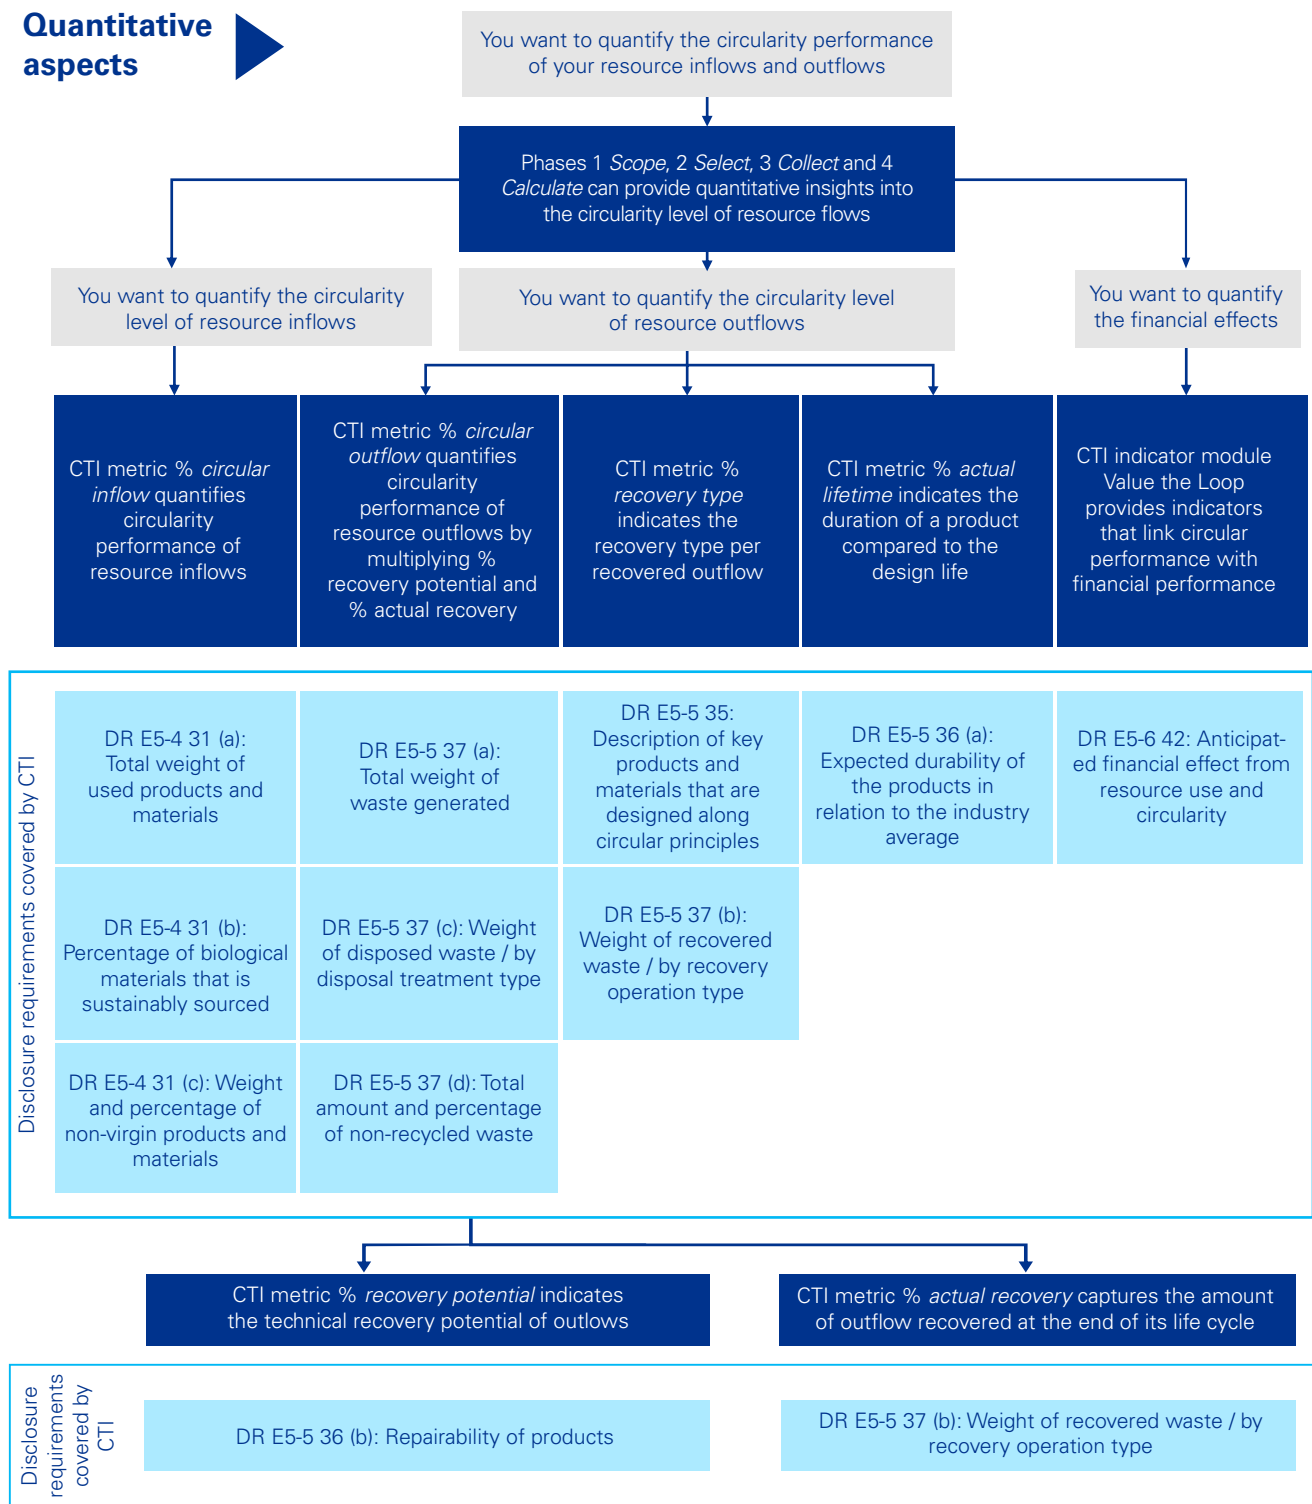 Quantitative
aspects
You want to quantify the circularity performance
of your resource inflows and outflows
Phases 1 Scope, 2 Select, 3 Collect and 4
Calculate can provide quantitative insights into
the circularity level of resource flows
You want to quantify the circularity
level of resource inflows
You want to quantify the circularity level
of resource outflows
You want to quantify
the financial effects
CTI metric % circular
inflow quantifies
circularity
performance of
resource inflows
CTI metric % circular
outflow quantifies
circularity
performance of
resource outflows by
multiplying %
recovery potential and
% actual recovery
CTI metric %
recovery type
indicates the
recovery type per
recovered outflow
CTI metric % actual
lifetime indicates the
duration of a product
compared to the
design life
CTI indicator module
Value the Loop
provides indicators
that link circular
performance with
financial performance
Disclosure requirements covered by CTI
DR E5-4 31 (a):
Total weight of
used products and
materials
DR E5-5 37 (a):
Total weight of
waste generated
DR E5-5 35:
Description of key
products and
materials that are
designed along
circular principles
DR E5-5 36 (a):
Expected durability of
the products in
relation to the industry
average
DR E5-6 42: Anticipat-
ed financial effect from
resource use and
circularity
DR E5-4 31 (b):
Percentage of biological
materials that is
sustainably sourced
DR E5-5 37 (c): Weight
of disposed waste / by
disposal treatment type
DR E5-5 37 (b):
Weight of recovered
waste / by recovery
operation type
DR E5-4 31 (c): Weight
and percentage of
non-virgin products and
materials
DR E5-5 37 (d): Total
amount and percentage
of non-recycled waste
CTI metric % recovery potential indicates
the technical recovery potential of outlows
CTI metric % actual recovery captures the amount
of outflow recovered at the end of its life cycle
Disclosure
requirements
covered by
CTI
DR E5-5 36 (b): Repairability of products
DR E5-5 37 (b): Weight of recovered waste / by
recovery operation type